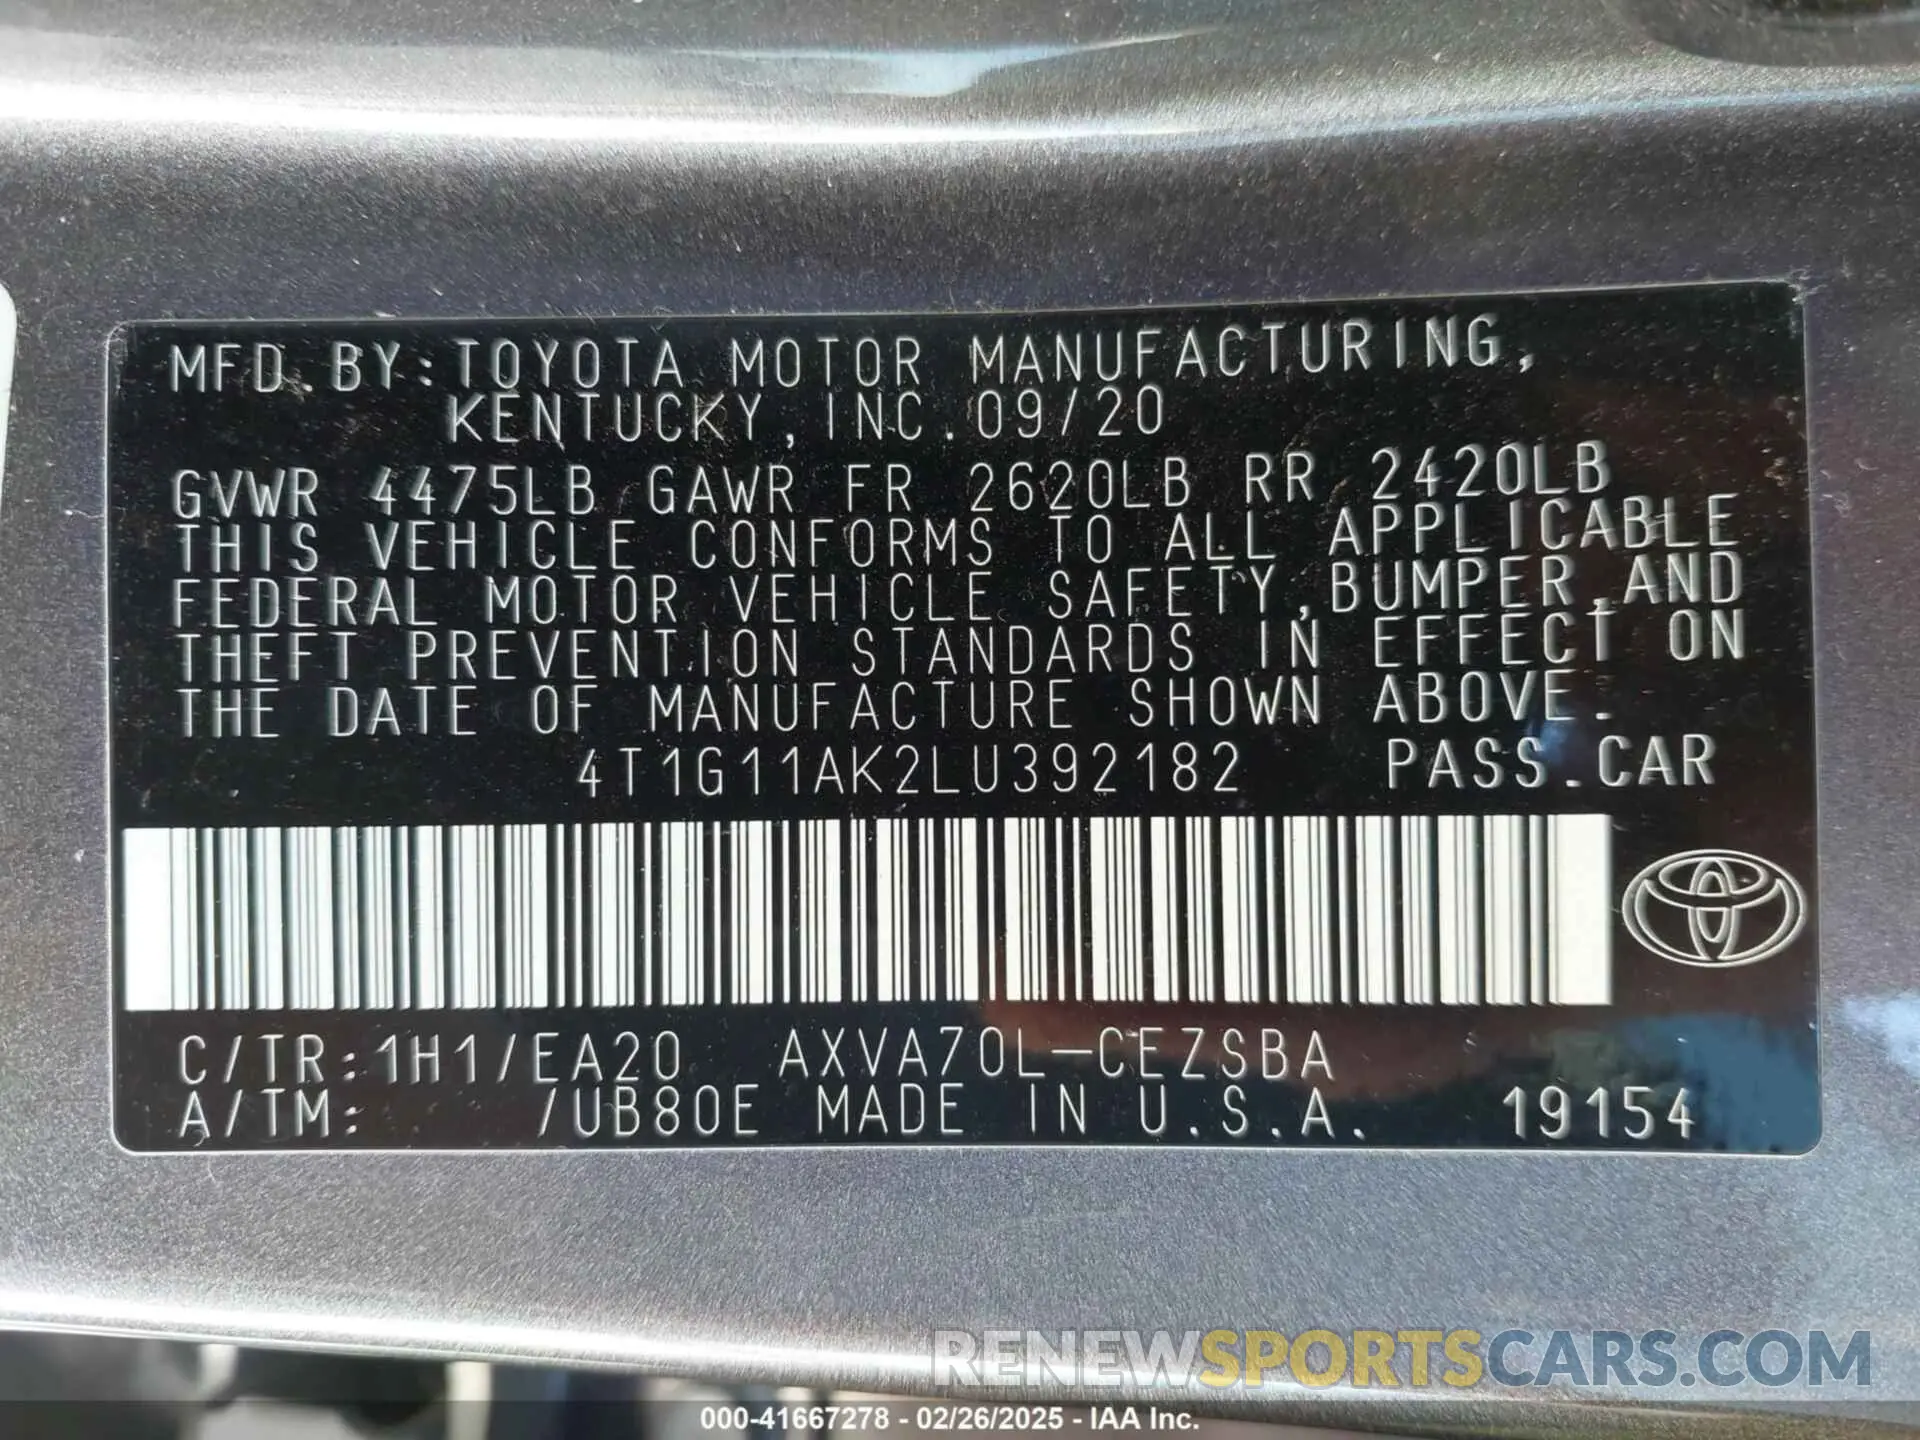 MFD.BY:TOYOTA MOTOR MANUFACTURING,
KENTUCKY,INC.09/20
GVWR 4475LB GAWR FR 2620LB RR 2420LB
THIS VEHICLE CONFORMS TO ALL APPLICABLE
FEDERAL MOTOR VEHICLE SAFETY,BUMPER,AND
THEFT PREVENTION STANDARDS IN EFFECT ON
THE DATE OF MANUFACTURE SHOWN ABOVE.
4T1G11AK2LU392182 PASS.CAR
C/TR:1H1/EA20 AXVA70L-CEZSBA
A/TM: /UB80E MADE IN U.S.A. 19154
RENEWSPORTSCARS.COM
000-41667278 - 02/26/2025 - IAA Inc.